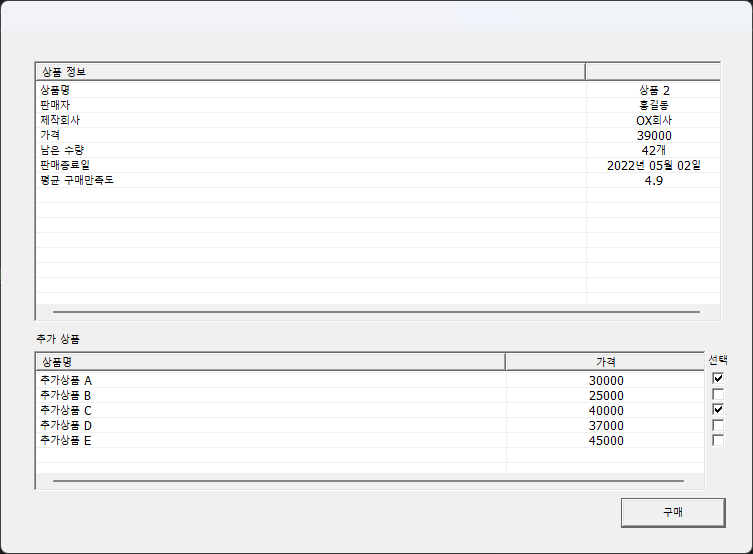 상품 정보
상품명 상품 2
판매자 홍길동
제작회사 OX회사
가격 39000
남은 수량 42개
판매종료일 2022년 05월 02일
평균 구매만족도 4.9
추가 상품
상품명 가격 선택
추가상품 A 30000
추가상품 B 25000
추가상품 C 40000
추가상품 D 37000
추가상품 E 45000
구매